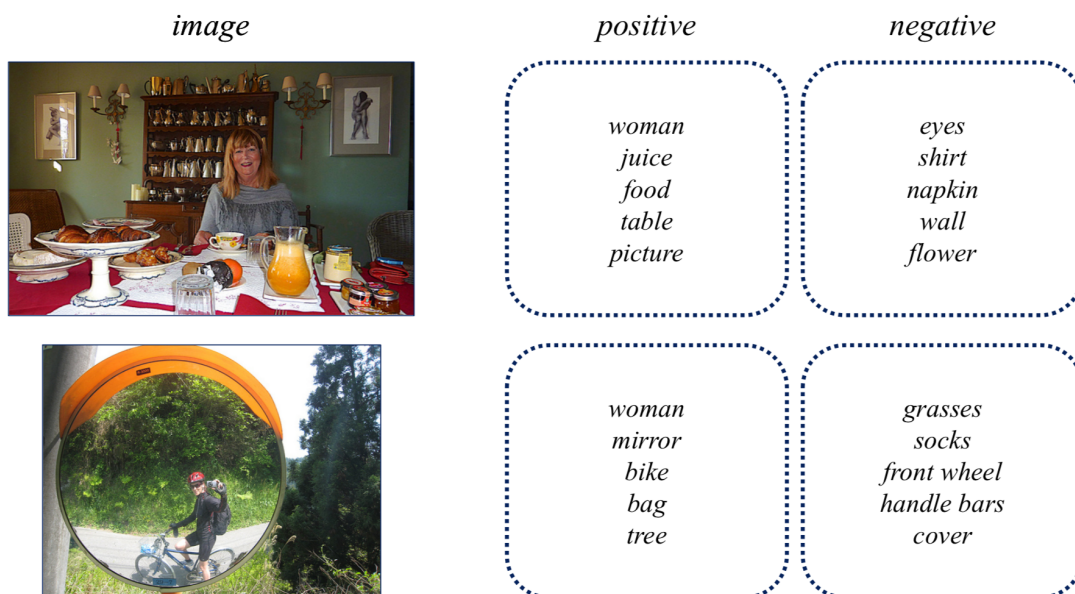 image
positive
negative
woman
juice
food
table
picture
eyes
shirt
napkin
wall
flower
woman
mirror
bike
bag
tree
grasses
socks
front wheel
handle bars
cover